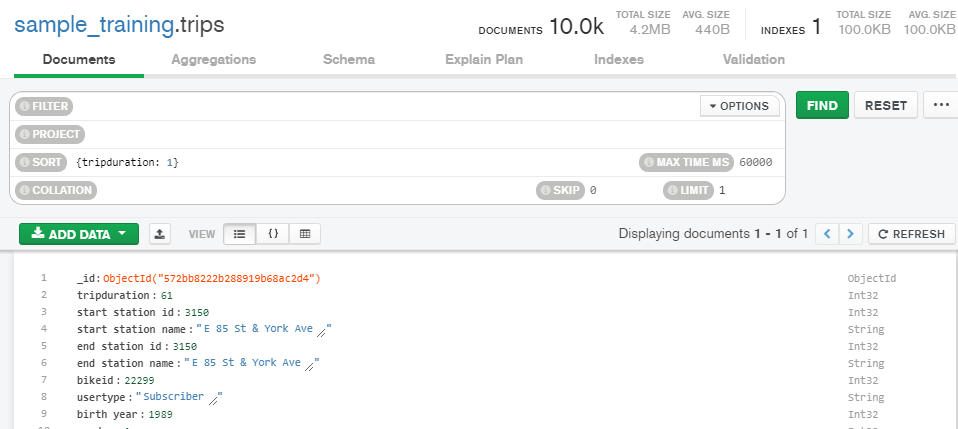 sample_training.trips
DOCUMENTS 10.0k TOTAL SIZE 4.2MB AVG. SIZE 440B INDEXES 1 TOTAL SIZE 100.0KB AVG. SIZE 100.0KB
Documents Aggregations Schema Explain Plan Indexes Validation
FILTER OPTIONS FIND RESET ...
PROJECT
SORT {tripduration: 1} MAX TIME MS 60000
COLLATION SKIP 0 LIMIT 1
ADD DATA VIEW {} Displaying documents 1 - 1 of 1 < > REFRESH
1 _id:ObjectId("572bb8222b288919b68ac2d4") ObjectId
2 tripduration:61 Int32
3 start station id:3150 Int32
4 start station name:"E 85 St & York Ave" String
5 end station id:3150 Int32
6 end station name:"E 85 St & York Ave" String
7 bikeid:22299 Int32
8 usertype:"Subscriber" String
9 birth year:1989 Int32